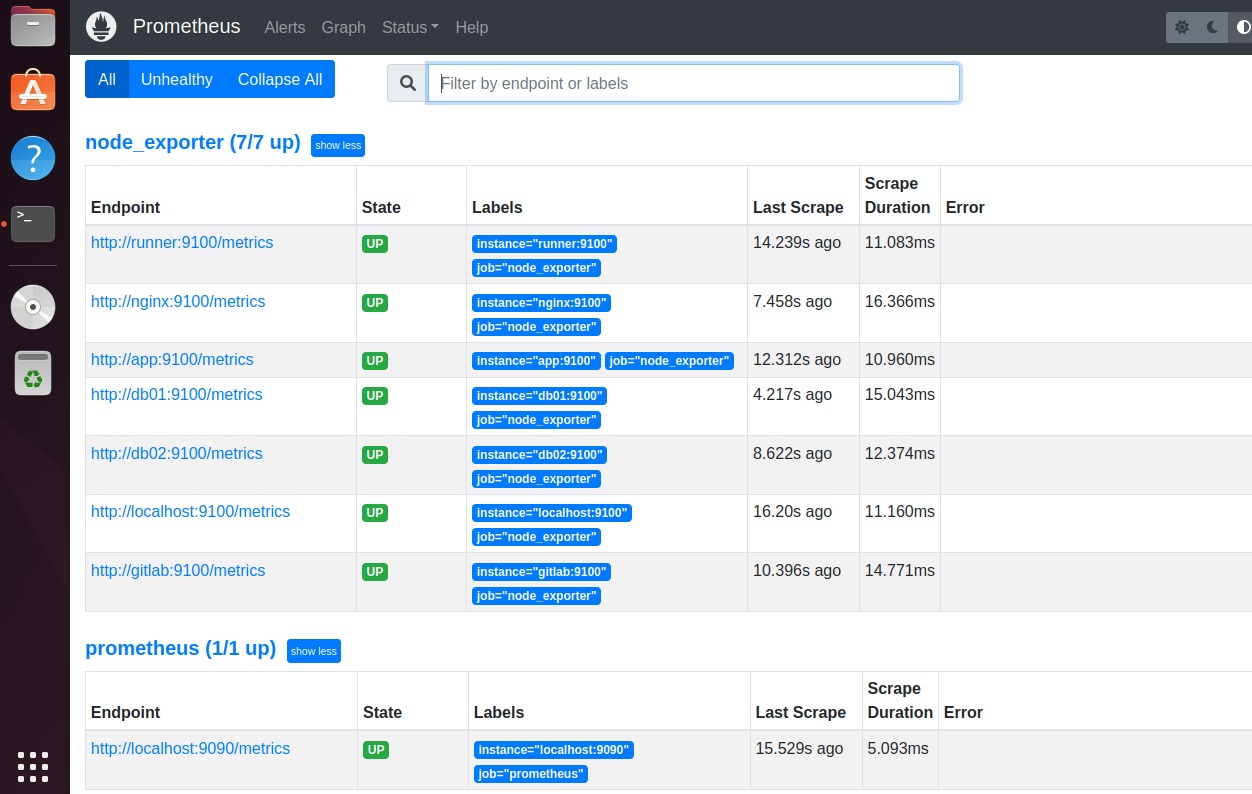 Prometheus Alerts Graph Status Help
All Unhealthy Collapse All Filter by endpoint or labels
node_exporter (7/7 up) show less
Scrape
Endpoint State Labels Last Scrape Duration Error
http://runner:9100/metrics UP instance="runner:9100" 14.239s ago 11.083ms
job="node_exporter"
http://nginx:9100/metrics UP instance="nginx:9100" 7.458s ago 16.366ms
job="node_exporter"
http://app:9100/metrics UP instance="app:9100" job="node_exporter" 12.312s ago 10.960ms
http://db01:9100/metrics UP instance="db01:9100" 4.217s ago 15.043ms
job="node_exporter"
http://db02:9100/metrics UP instance="db02:9100" 8.622s ago 12.374ms
job="node_exporter"
http://localhost:9100/metrics UP instance="localhost:9100" 16.20s ago 11.160ms
job="node_exporter"
http://gitlab:9100/metrics UP instance="gitlab:9100" 10.396s ago 14.771ms
job="node_exporter"
prometheus (1/1 up) show less
Scrape
Endpoint State Labels Last Scrape Duration Error
http://localhost:9090/metrics UP instance="localhost:9090" 15.529s ago 5.093ms
job="prometheus"